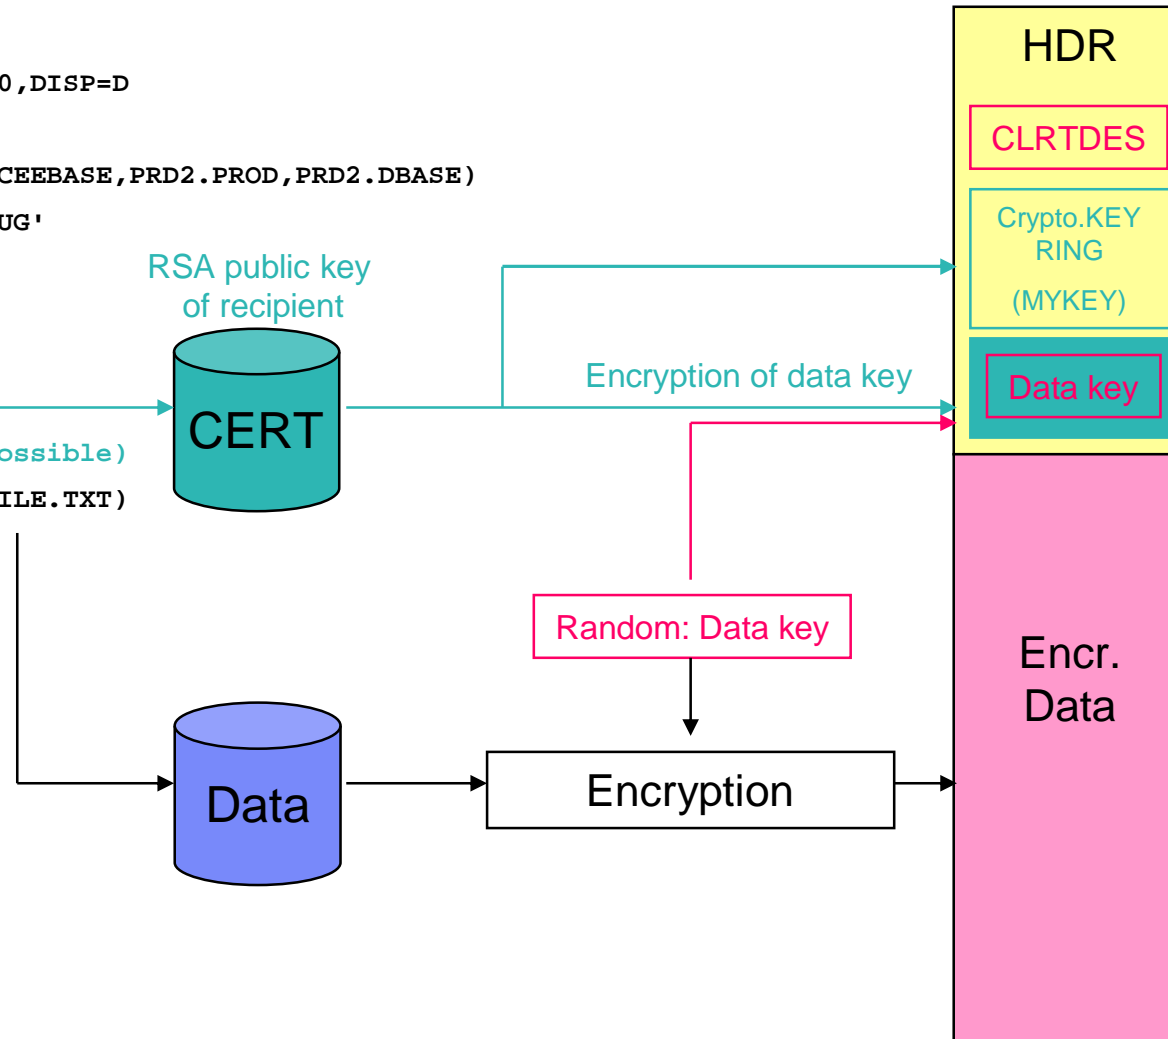 0,DISP=D
CEEBASE,PRD2.PROD,PRD2.DBASE)
UG'
RSA public key
of recipient
CERT
ossible)
ILE.TXT)
Encryption of data key
Random: Data key
Data
Encryption
HDR
CLRTDES
Crypto.KEY
RING
(MYKEY)
Data key
Encr.
Data